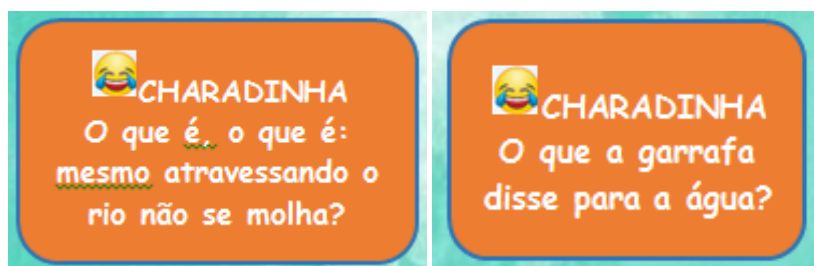 CHARADINHA
O que é, o que é:
mesmo atravessando o
rio não se molha?
CHARADINHA
O que a garrafa
disse para a água?